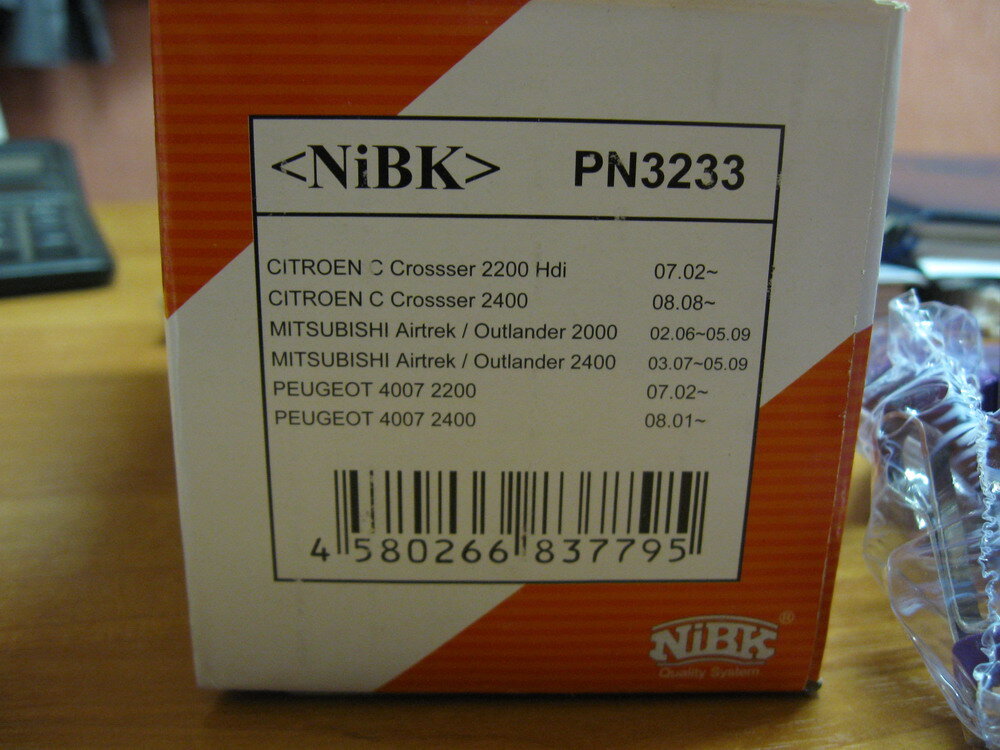 <NiBK> PN3233
CITROEN C Crossser 2200 Hdi 07.02~
CITROEN C Crossser 2400 08.08~
MITSUBISHI Airtrek / Outlander 2000 02.06~05.09
MITSUBISHI Airtrek / Outlander 2400 03.07~05.09
PEUGEOT 4007 2200 07.02~
PEUGEOT 4007 2400 08.01~
4 580266 837795
NiBK®
Quality System